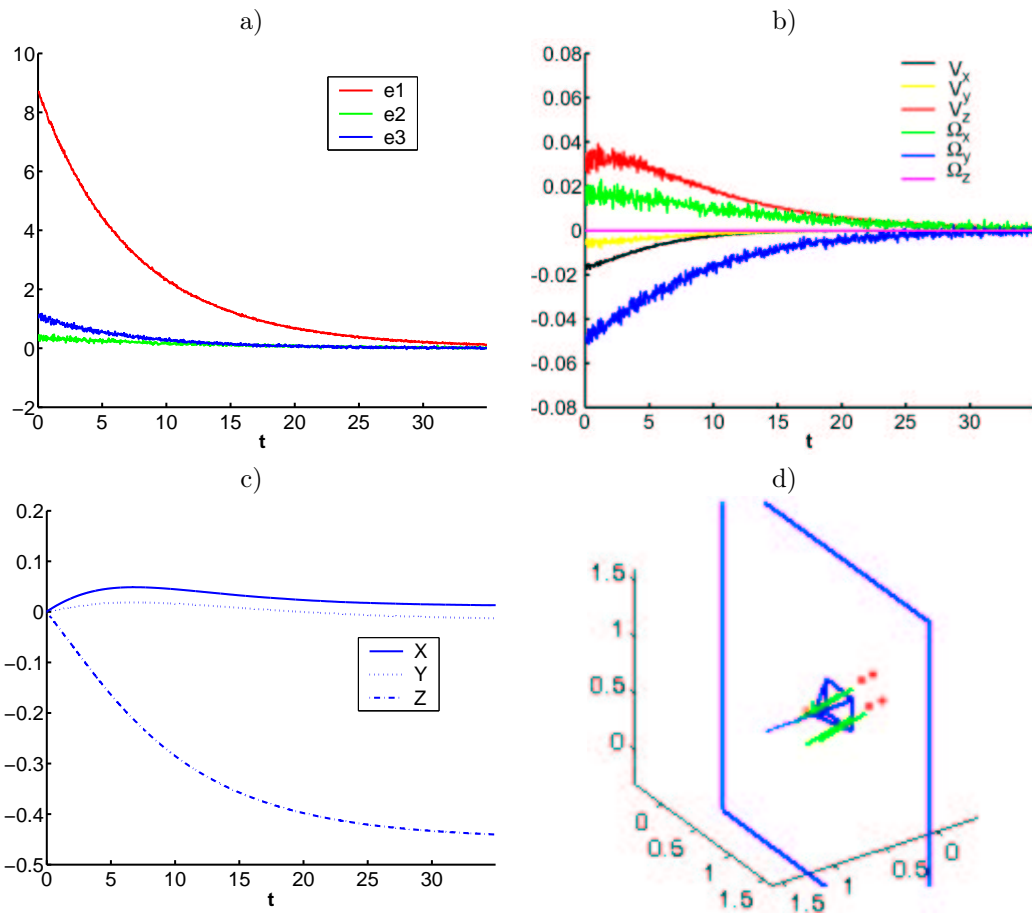 a)
10
8
6
4
2
0
−2
0 5 10 15 20 25 30
t
e1
e2
e3
b)
0.08
0.06
0.04
0.02
0
-0.02
-0.04
-0.06
-0.08
0 5 10 15 20 25 30
t
Vx
Vy
Vz
Ωx
Ωy
Ωz
c)
0.2
0.1
0
−0.1
−0.2
−0.3
−0.4
−0.5
0 5 10 15 20 25 30
t
X
Y
Z
d)
1.5
1
0.5
0
0
0.5
1
1.5
0
0.5
1
1.5